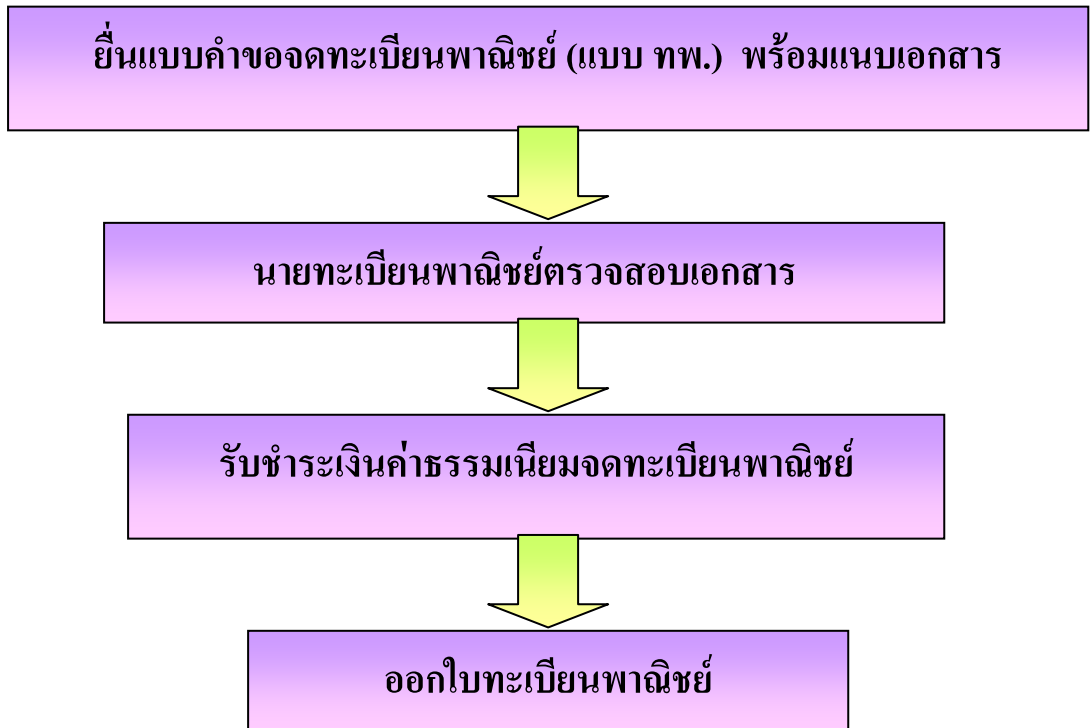 ยื่นแบบคำขอจดทะเบียนพาณิชย์ (แบบ ทพ.) พร้อมแนบเอกสาร
นายทะเบียนพาณิชย์ตรวจสอบเอกสาร
รับชำระเงินค่าธรรมเนียมจดทะเบียนพาณิชย์
ออกใบทะเบียนพาณิชย์